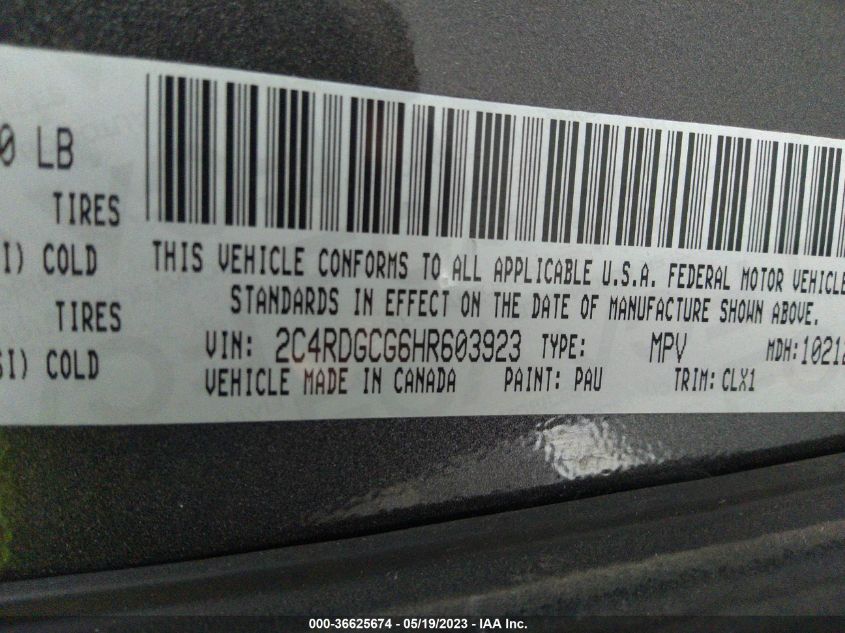 0 LB
TIRES
I) COLD
TIRES
SI) COLD
THIS VEHICLE CONFORMS TO ALL APPLICABLE U.S.A. FEDERAL MOTOR VEHICLE
STANDARDS IN EFFECT ON THE DATE OF MANUFACTURE SHOWN ABOVE.
VIN: 2C4RDGCG6HR603923 TYPE: MPV MDH:10212
VEHICLE MADE IN CANADA PAINT: PAU TRIM: CLX1
000-36625674 - 05/19/2023 - IAA Inc.